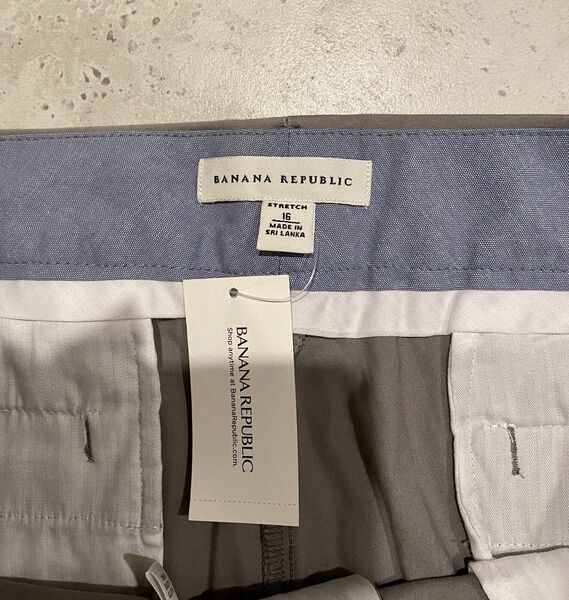 BANANA REPUBLIC
STRETCH
16
MADE IN
SRI LANKA
BANANA REPUBLIC
Shop anytime at BananaRepublic.com.